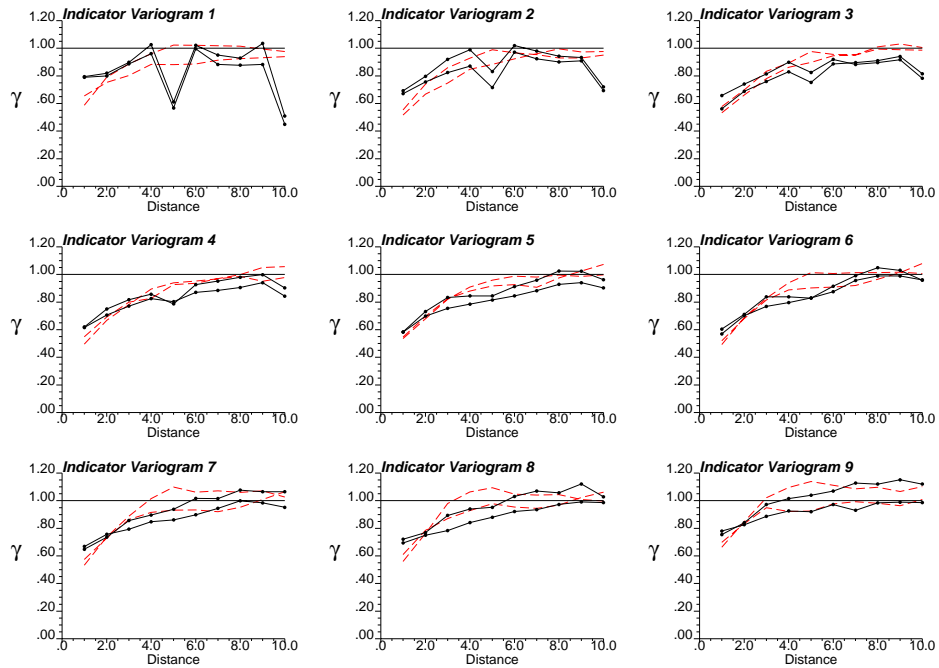 Indicator Variogram 1
γ
1.20
1.00
.80
.60
.40
.20
.00
.0 2.0 4.0 6.0 8.0 10.0
Distance
Indicator Variogram 2
γ
1.20
1.00
.80
.60
.40
.20
.00
.0 2.0 4.0 6.0 8.0 10.0
Distance
Indicator Variogram 3
γ
1.20
1.00
.80
.60
.40
.20
.00
.0 2.0 4.0 6.0 8.0 10.0
Distance
Indicator Variogram 4
γ
1.20
1.00
.80
.60
.40
.20
.00
.0 2.0 4.0 6.0 8.0 10.0
Distance
Indicator Variogram 5
γ
1.20
1.00
.80
.60
.40
.20
.00
.0 2.0 4.0 6.0 8.0 10.0
Distance
Indicator Variogram 6
γ
1.20
1.00
.80
.60
.40
.20
.00
.0 2.0 4.0 6.0 8.0 10.0
Distance
Indicator Variogram 7
γ
1.20
1.00
.80
.60
.40
.20
.00
.0 2.0 4.0 6.0 8.0 10.0
Distance
Indicator Variogram 8
γ
1.20
1.00
.80
.60
.40
.20
.00
.0 2.0 4.0 6.0 8.0 10.0
Distance
Indicator Variogram 9
γ
1.20
1.00
.80
.60
.40
.20
.00
.0 2.0 4.0 6.0 8.0 10.0
Distance